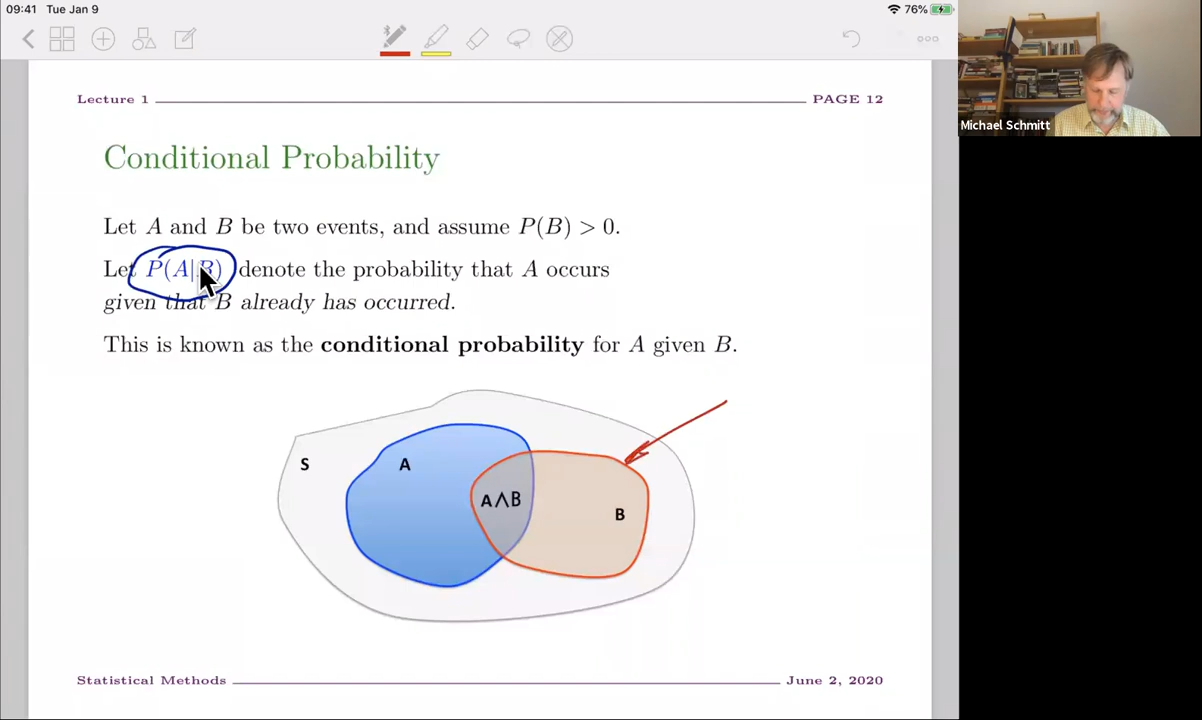 09:41 Tue Jan 9
76%
Lecture 1
PAGE 12
Conditional Probability
Let A and B be two events, and assume P(B) > 0.
Let P(A|B) denote the probability that A occurs
given that B already has occurred.
This is known as the conditional probability for A given B.
S
A
A∧B
B
Statistical Methods
June 2, 2020
Michael Schmitt